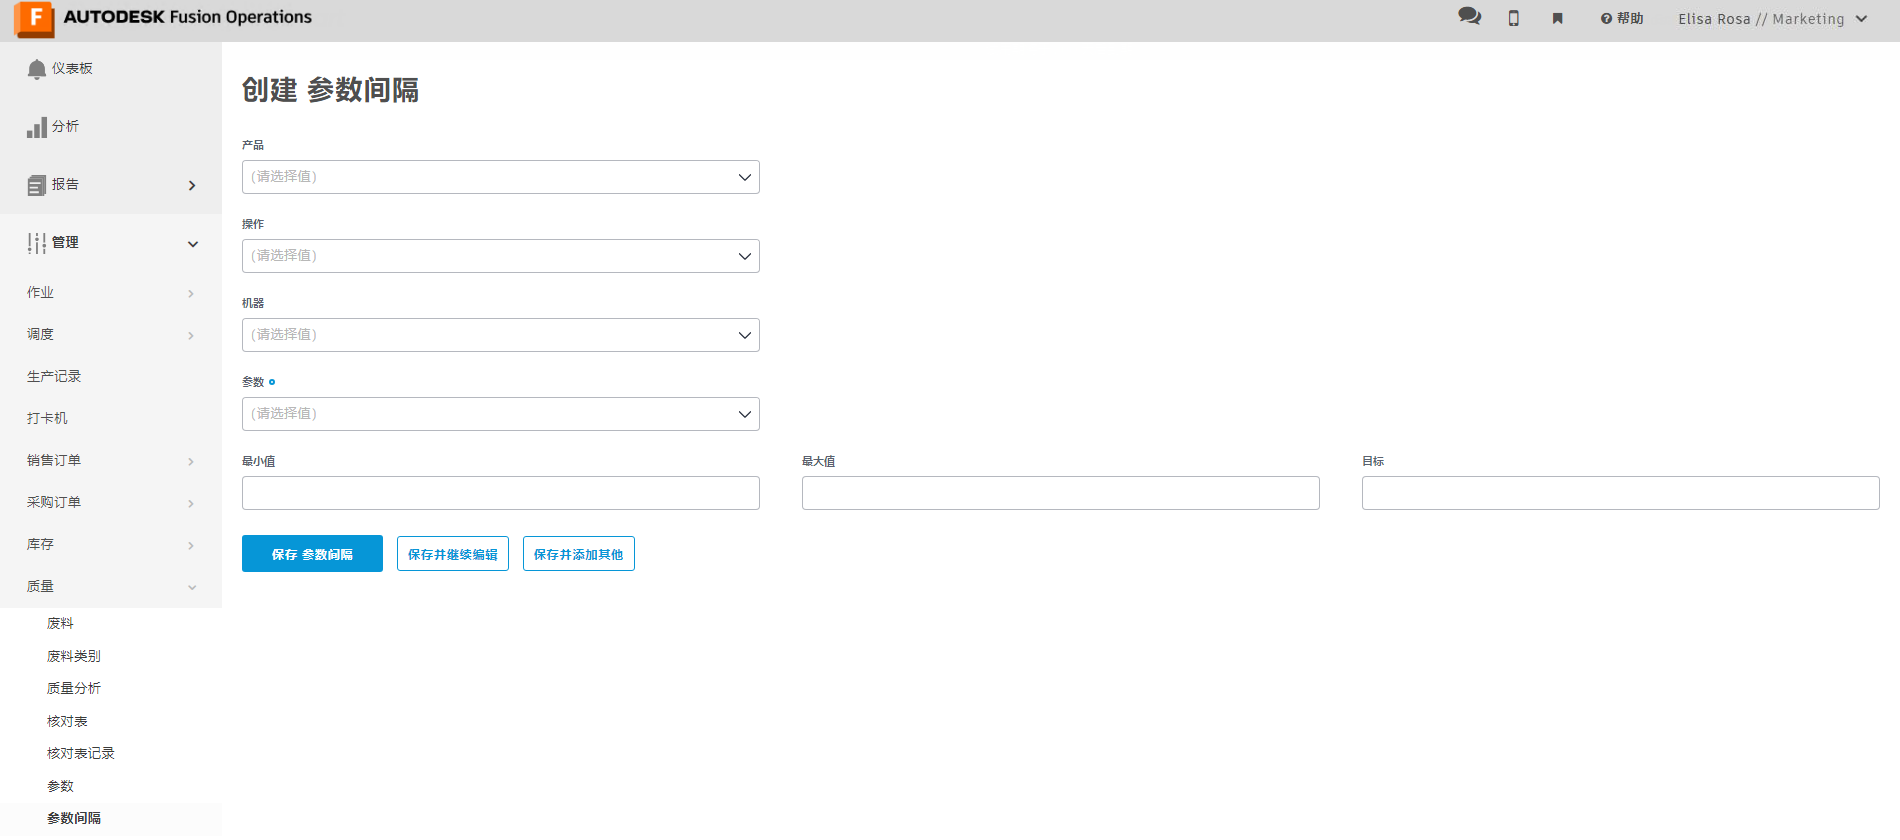 AUTODESK Fusion Operations
帮助
Elisa Rosa // Marketing
仪表板
分析
报告
管理
作业
调度
生产记录
打卡机
销售订单
采购订单
库存
质量
废料
废料类别
质量分析
核对表
核对表记录
参数
参数间隔
创建 参数间隔
产品
(请选择值)
操作
(请选择值)
机器
(请选择值)
参数
(请选择值)
最小值
最大值
目标
保存 参数间隔
保存并继续编辑
保存并添加其他